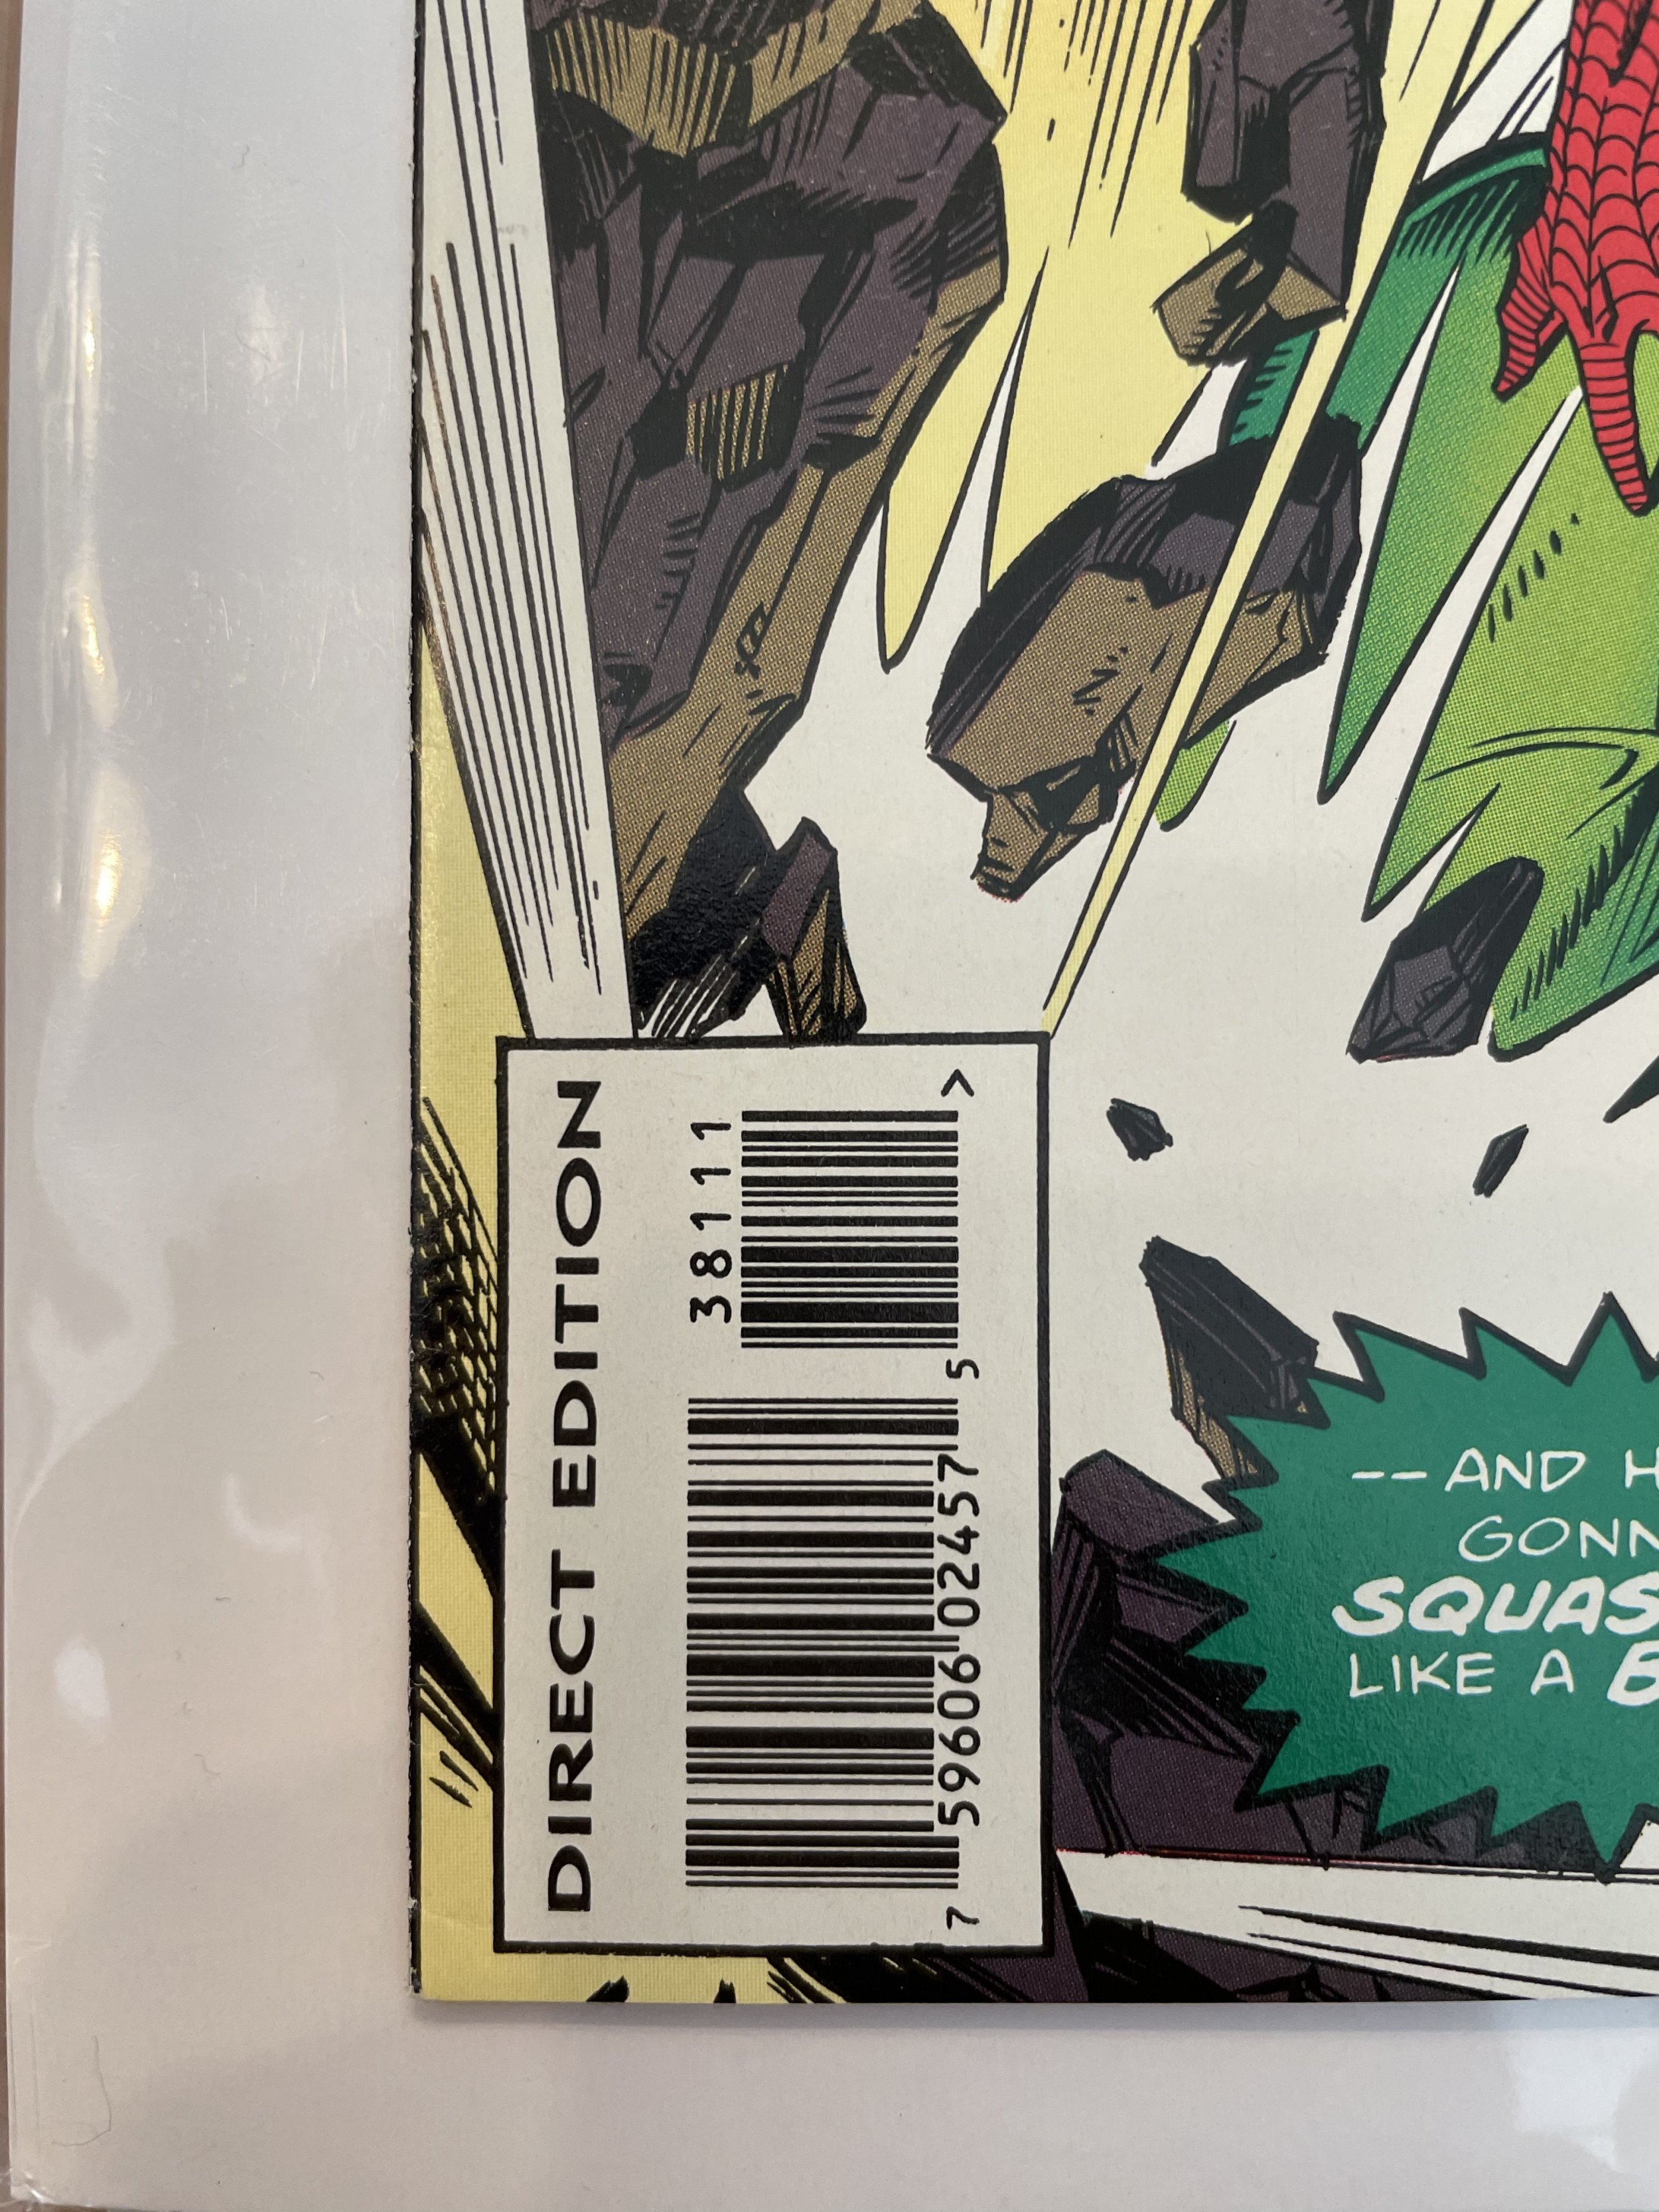 DIRECT EDITION
38111
7 59606 02457 5
>
--AND
GONN
SQUAS
LIKE A B